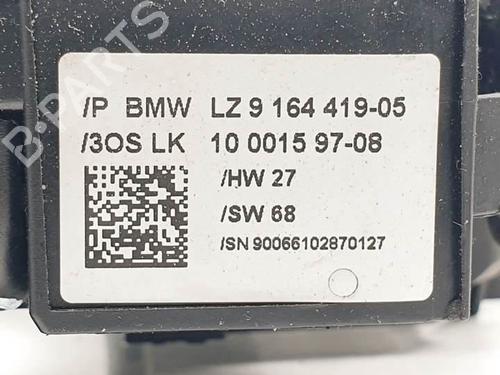 B-PARTS
/P BMW LZ 9 164 419-05
/3OS LK 10 0015 97-08
/HW 27
/SW 68
/SN 90066102870127